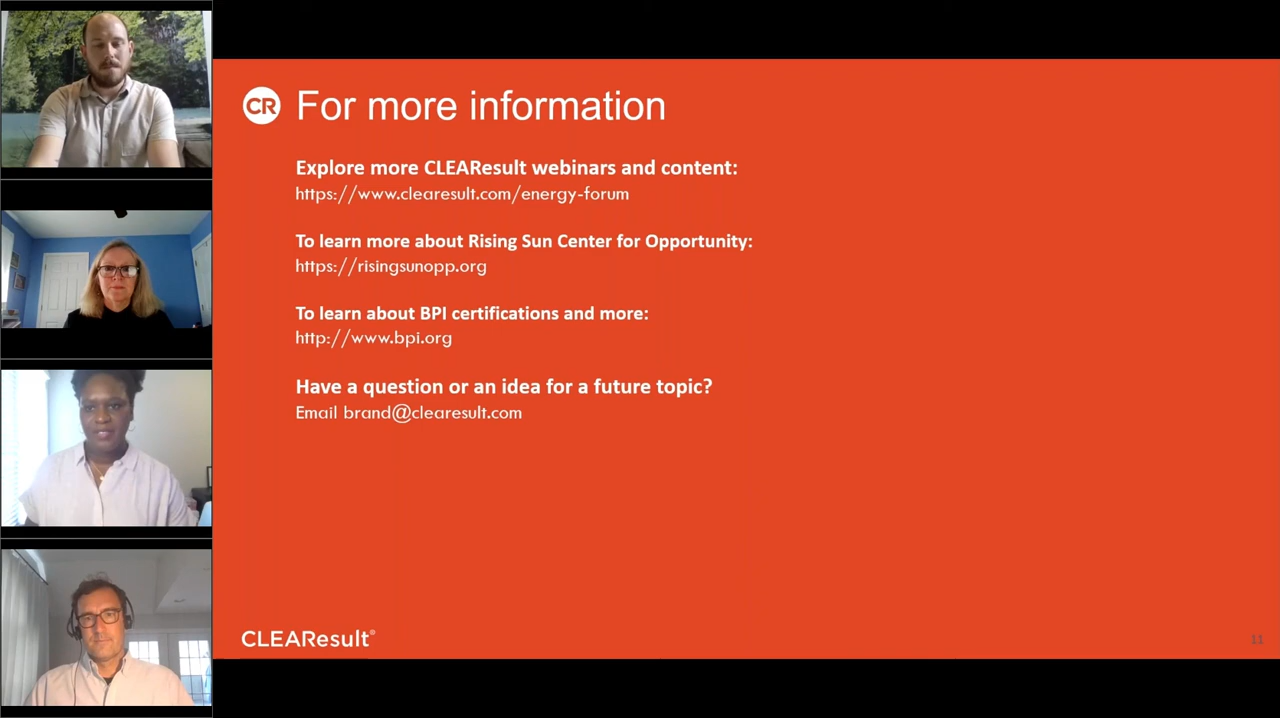 CR For more information
Explore more CLEAResult webinars and content:
https://www.clearesult.com/energy-forum
To learn more about Rising Sun Center for Opportunity:
https://risingsunopp.org
To learn about BPI certifications and more:
http://www.bpi.org
Have a question or an idea for a future topic?
Email brand@clearesult.com
CLEAResult®
11